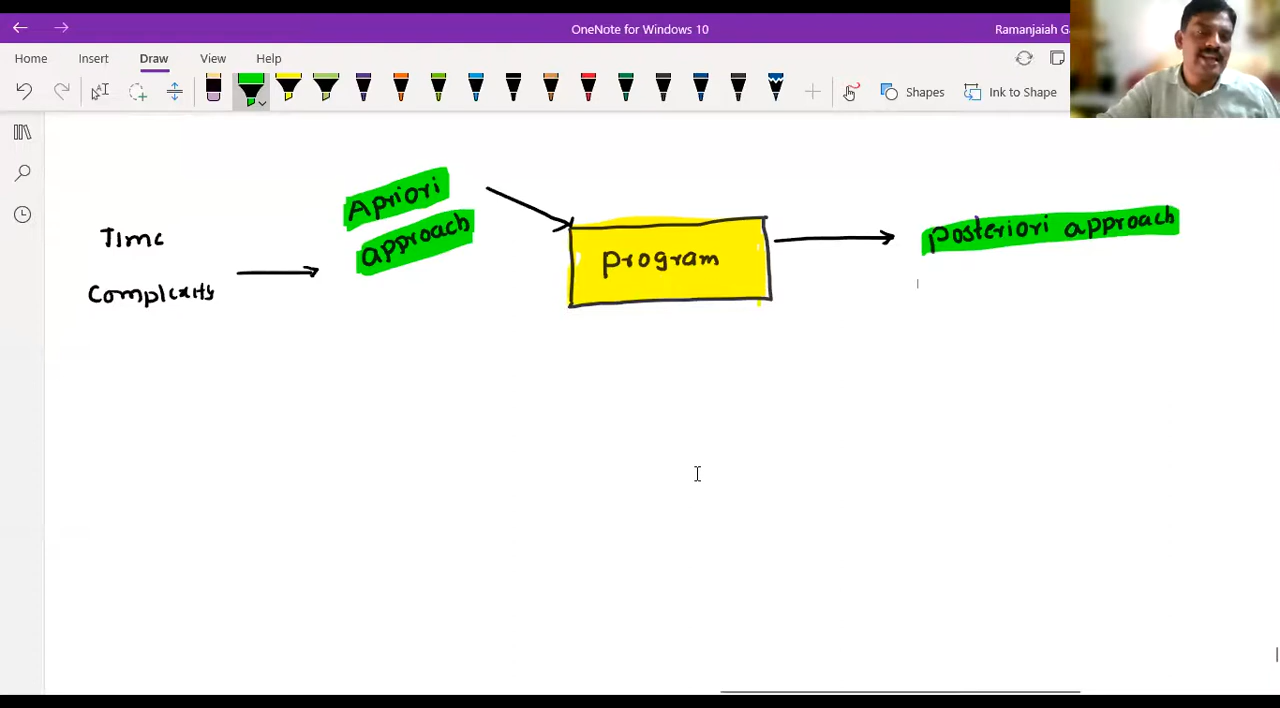 OneNote for Windows 10
Ramanjaiah G
Home Insert Draw View Help
Shapes Ink to Shape
Apriori
approach
Time
Complexity
program
Posteriori approach